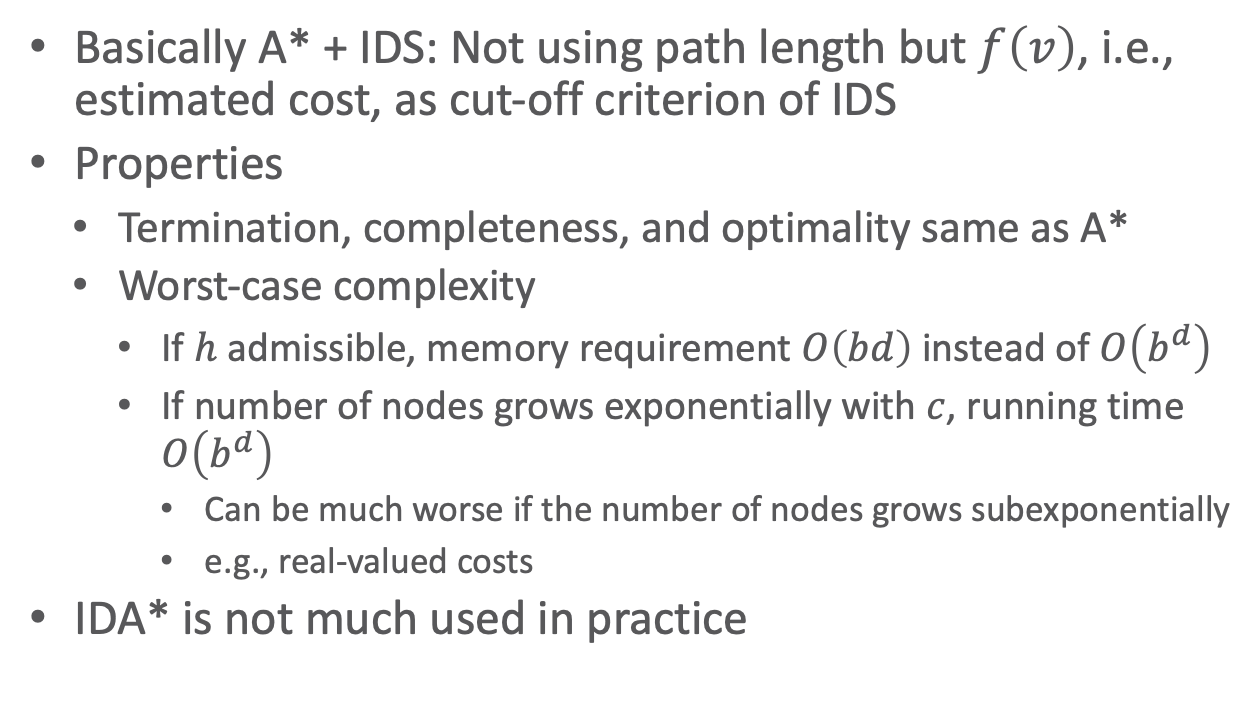 • Basically A* + IDS: Not using path length but f(v), i.e.,
estimated cost, as cut-off criterion of IDS
• Properties
• Termination, completeness, and optimality same as A*
• Worst-case complexity
• If h admissible, memory requirement O(bd) instead of O(b^d)
• If number of nodes grows exponentially with c, running time
O(b^d)
• Can be much worse if the number of nodes grows subexponentially
• e.g., real-valued costs
• IDA* is not much used in practice